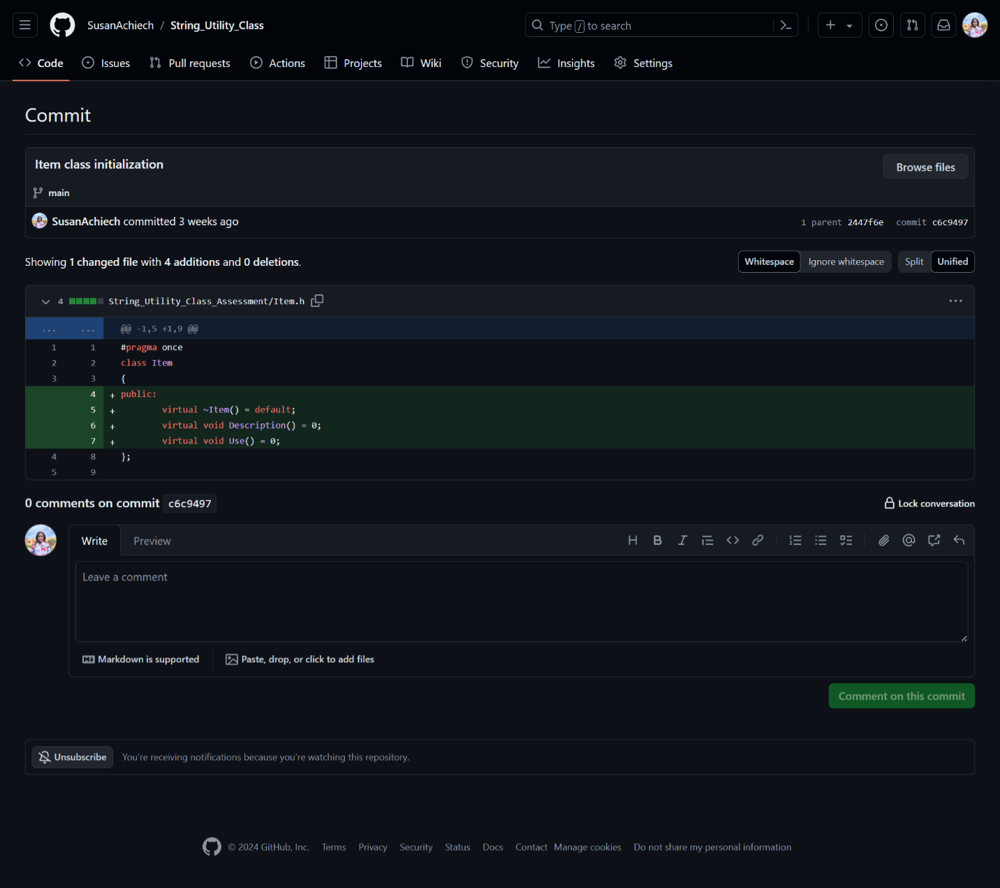 SusanAchiech / String_Utility_Class
Type / to search
Code Issues Pull requests Actions Projects Wiki Security Insights Settings
Commit
Item class initialization
Browse files
main
SusanAchiech committed 3 weeks ago
1 parent 2447f6e commit c6c9497
Showing 1 changed file with 4 additions and 0 deletions.
Whitespace Ignore whitespace Split Unified
4 String_Utility_Class_Assessment/Item.h
... ... @@ -1,5 +1,9 @@
1 1 #pragma once
2 2 class Item
3 3 {
4 + public:
5 + virtual ~Item() = default;
6 + virtual void Description() = 0;
7 + virtual void Use() = 0;
4 8 };
5 9
0 comments on commit c6c9497
Lock conversation
Write Preview
Leave a comment
Markdown is supported
Paste, drop, or click to add files
Comment on this commit
Unsubscribe You're receiving notifications because you're watching this repository.
© 2024 GitHub, Inc. Terms Privacy Security Status Docs Contact Manage cookies Do not share my personal information